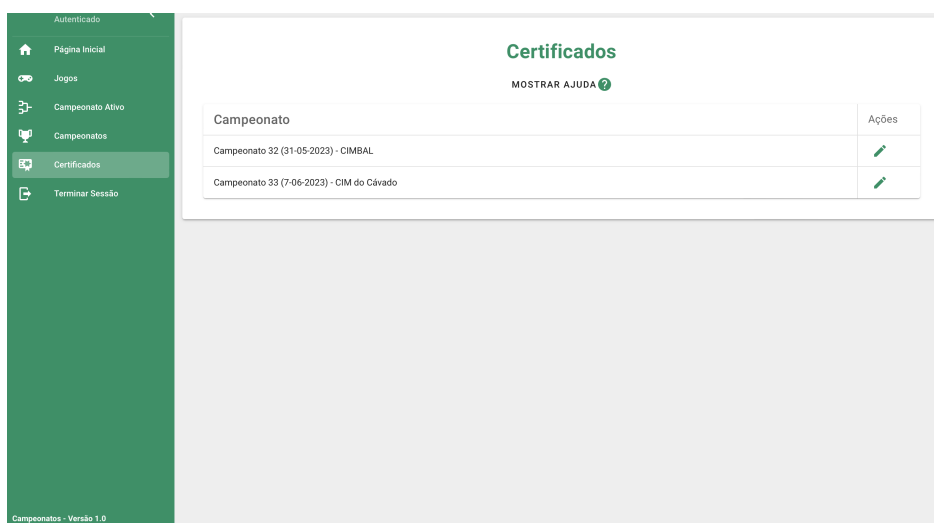 Autenticado
Página Inicial
Jogos
Campeonato Ativo
Campeonatos
Certificados
Terminar Sessão
Campeonatos - Versão 1.0
Certificados
MOSTRAR AJUDA ?
Campeonato Ações
Campeonato 32 (31-05-2023) - CIMBAL
Campeonato 33 (7-06-2023) - CIM do Cávado